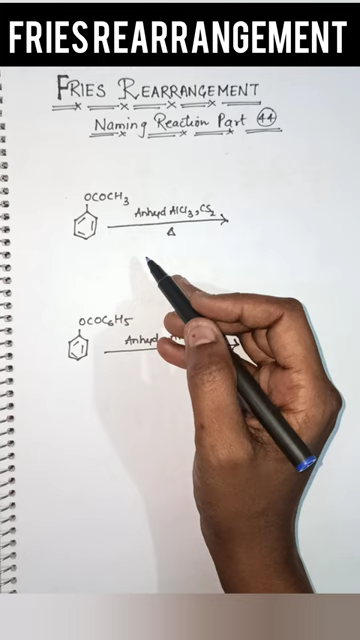 FRIES REARRANGEMENT
FRIES REARRANGEMENT
Naming Reaction Part 44
OCOCH₃
Anhyd AlCl₃, CS₂
Δ
OCOC₆H₅
Anhyd